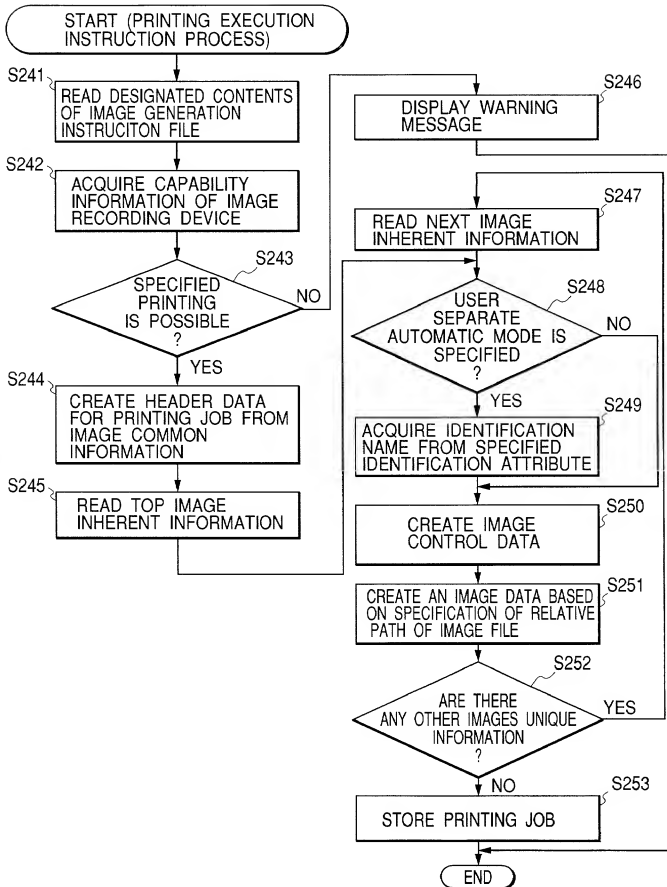 START (PRINTING EXECUTION
INSTRUCTION PROCESS)
S241
READ DESIGNATED CONTENTS
OF IMAGE GENERATION
INSTRUCITON FILE
S242
ACQUIRE CAPABILITY
INFORMATION OF IMAGE
RECORDING DEVICE
S243
SPECIFIED
PRINTING
IS POSSIBLE
?
NO
YES
S244
CREATE HEADER DATA
FOR PRINTING JOB FROM
IMAGE COMMON
INFORMATION
S245
READ TOP IMAGE
INHERENT INFORMATION
S246
DISPLAY WARNING
MESSAGE
S247
READ NEXT IMAGE
INHERENT INFORMATION
S248
USER
SEPARATE
AUTOMATIC MODE IS
SPECIFIED
?
NO
YES
S249
ACQUIRE IDENTIFICATION
NAME FROM SPECIFIED
IDENTIFICATION ATTRIBUTE
S250
CREATE IMAGE
CONTROL DATA
S251
CREATE AN IMAGE DATA BASED
ON SPECIFICATION OF RELATIVE
PATH OF IMAGE FILE
S252
ARE THERE
ANY OTHER IMAGES UNIQUE
INFORMATION
?
YES
NO
S253
STORE PRINTING JOB
END